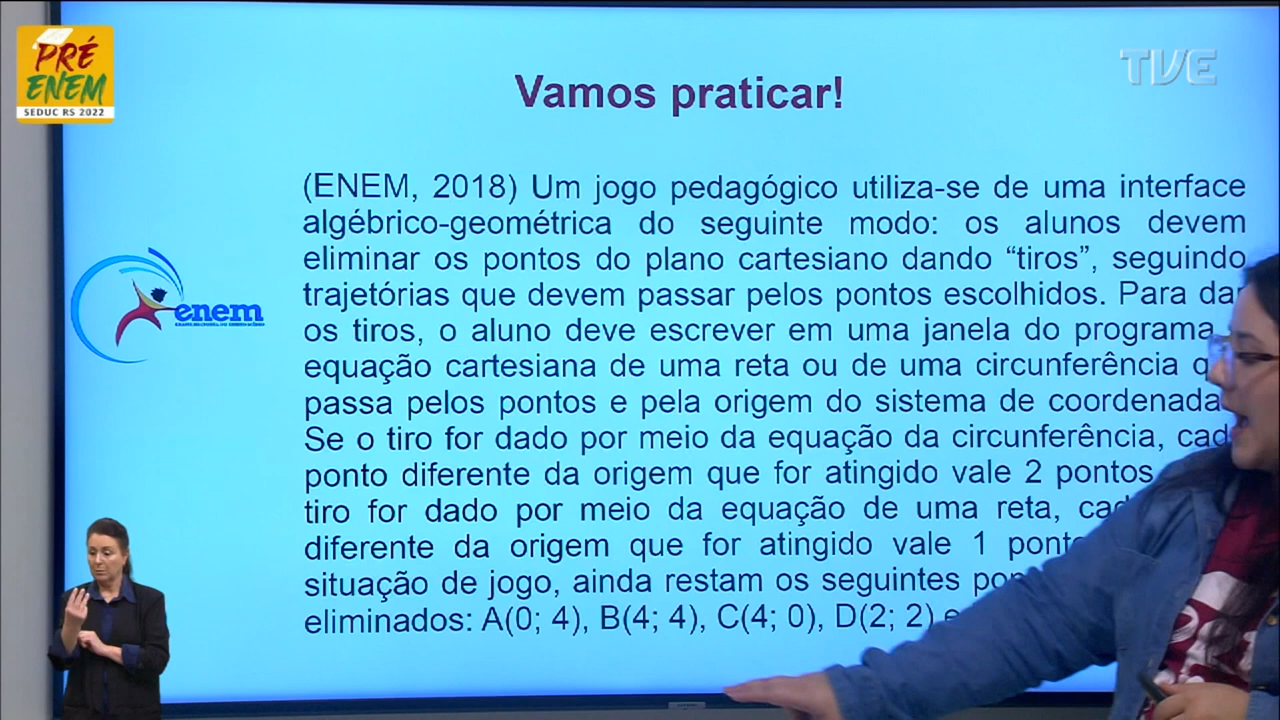 PRÉ
ENEM
SEDUC RS 2022
TVE
Vamos praticar!
(ENEM, 2018) Um jogo pedagógico utiliza-se de uma interface
algébrico-geométrica do seguinte modo: os alunos devem
eliminar os pontos do plano cartesiano dando “tiros”, seguindo
trajetórias que devem passar pelos pontos escolhidos. Para dar
os tiros, o aluno deve escrever em uma janela do programa
equação cartesiana de uma reta ou de uma circunferência
passa pelos pontos e pela origem do sistema de coordenada
Se o tiro for dado por meio da equação da circunferência,
ponto diferente da origem que for atingido vale 2 pontos
tiro for dado por meio da equação de uma reta,
diferente da origem que for atingido vale 1 ponto
situação de jogo, ainda restam os seguintes
eliminados: A(0; 4), B(4; 4), C(4; 0), D(2; 2) e
enem